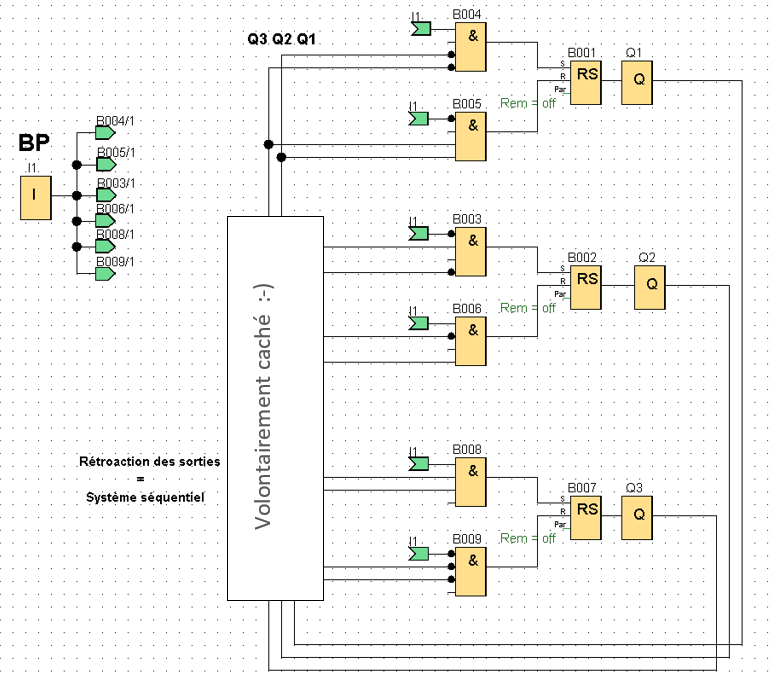 Q3 Q2 Q1
I1
B004
&
B001
S
R
Par
RS
Q1
Q
I1
B005
&
Rem = off
BP
I1
I
B004/1
B005/1
B003/1
B006/1
B008/1
B009/1
I1
B003
&
B002
S
R
Par
RS
Q2
Q
I1
B006
&
Rem = off
Volontairement caché :-)
Rétroaction des sorties
=
Système séquentiel
I1
B008
&
B007
S
R
Par
RS
Q3
Q
I1
B009
&
Rem = off